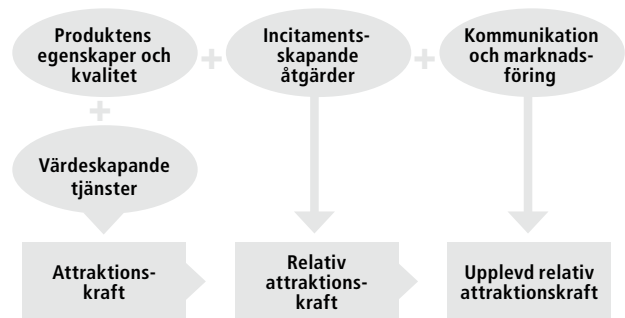 Produktens
egenskaper och
kvalitet
+
Incitaments-
skapande
åtgärder
+
Kommunikation
och marknads-
föring
+
Värdeskapande
tjänster
Attraktions-
kraft
Relativ
attraktions-
kraft
Upplevd relativ
attraktionskraft